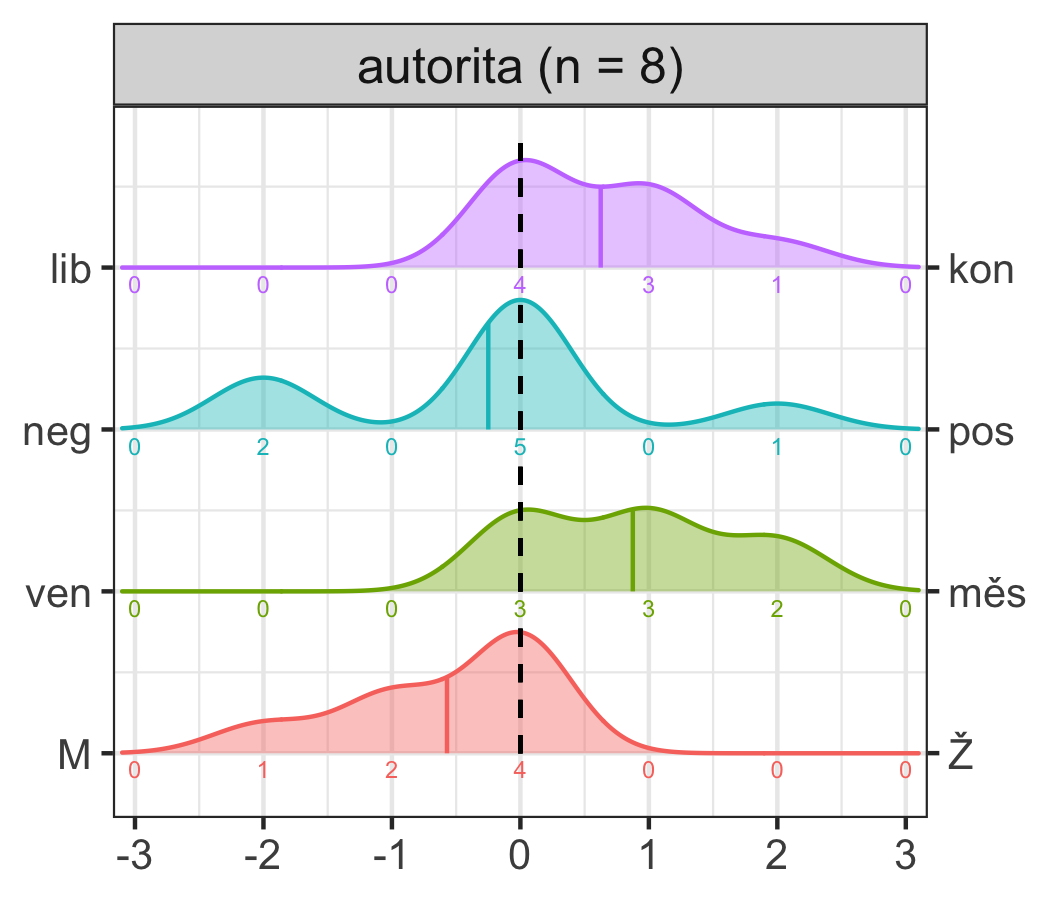 autorita (n = 8)
lib kon
0 0 0 4 3 1 0
neg pos
0 2 0 5 0 1 0
ven měs
0 0 0 3 3 2 0
M Ž
0 1 2 4 0 0 0
-3 -2 -1 0 1 2 3